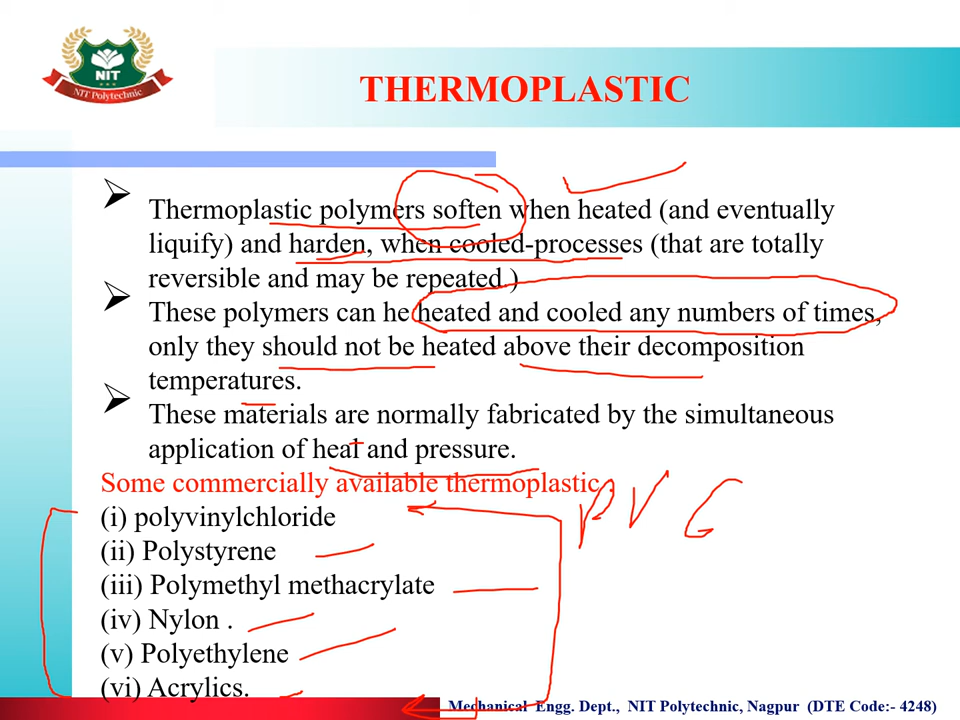 NIT
NIT Polytechnic
THERMOPLASTIC
➢ Thermoplastic polymers soften when heated (and eventually
liquify) and harden, when cooled-processes (that are totally
reversible and may be repeated.)
➢ These polymers can he heated and cooled any numbers of times,
only they should not be heated above their decomposition
temperatures.
➢ These materials are normally fabricated by the simultaneous
application of heal and pressure.
Some commercially available thermoplastic .
(i) polyvinylchloride
PVC
(ii) Polystyrene
(iii) Polymethyl methacrylate
(iv) Nylon .
(v) Polyethylene
(vi) Acrylics.
Mechanical Engg. Dept., NIT Polytechnic, Nagpur (DTE Code:- 4248)